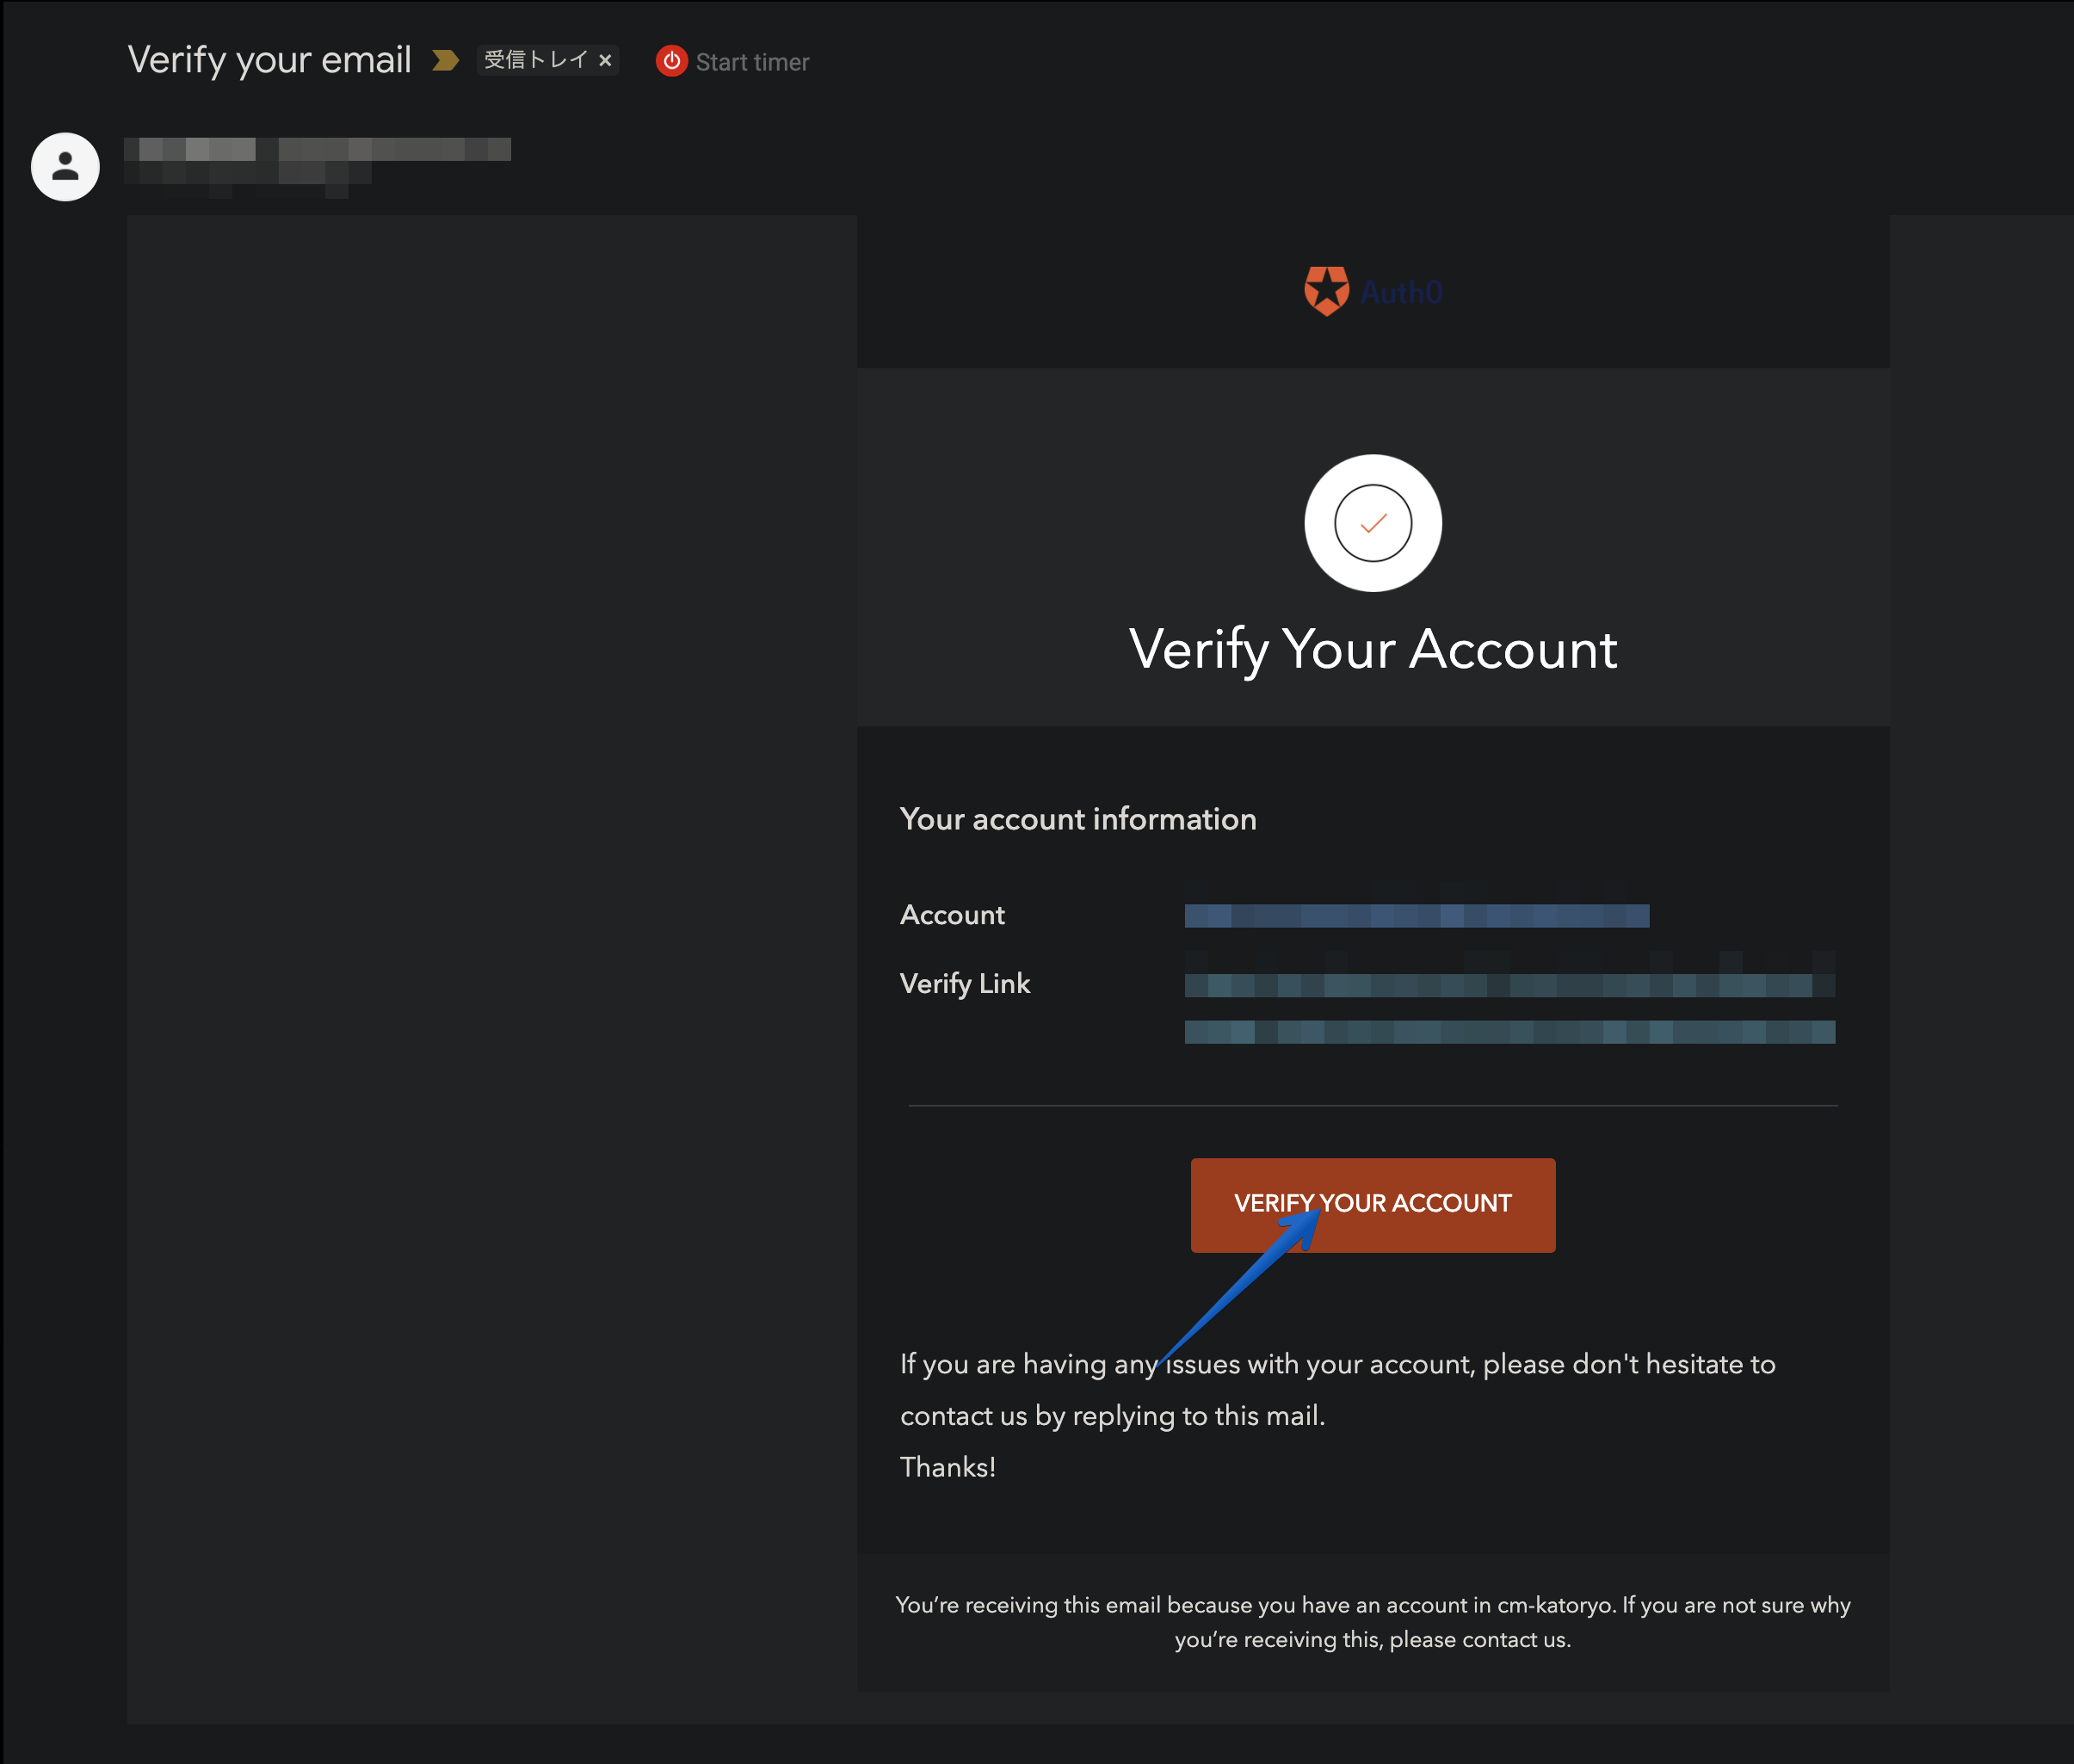 Verify your email
受信トレイ ×
Start timer
Auth0
Verify Your Account
Your account information
Account
Verify Link
VERIFY YOUR ACCOUNT
If you are having any issues with your account, please don't hesitate to
contact us by replying to this mail.
Thanks!
You’re receiving this email because you have an account in cm-katoryo. If you are not sure why
you’re receiving this, please contact us.